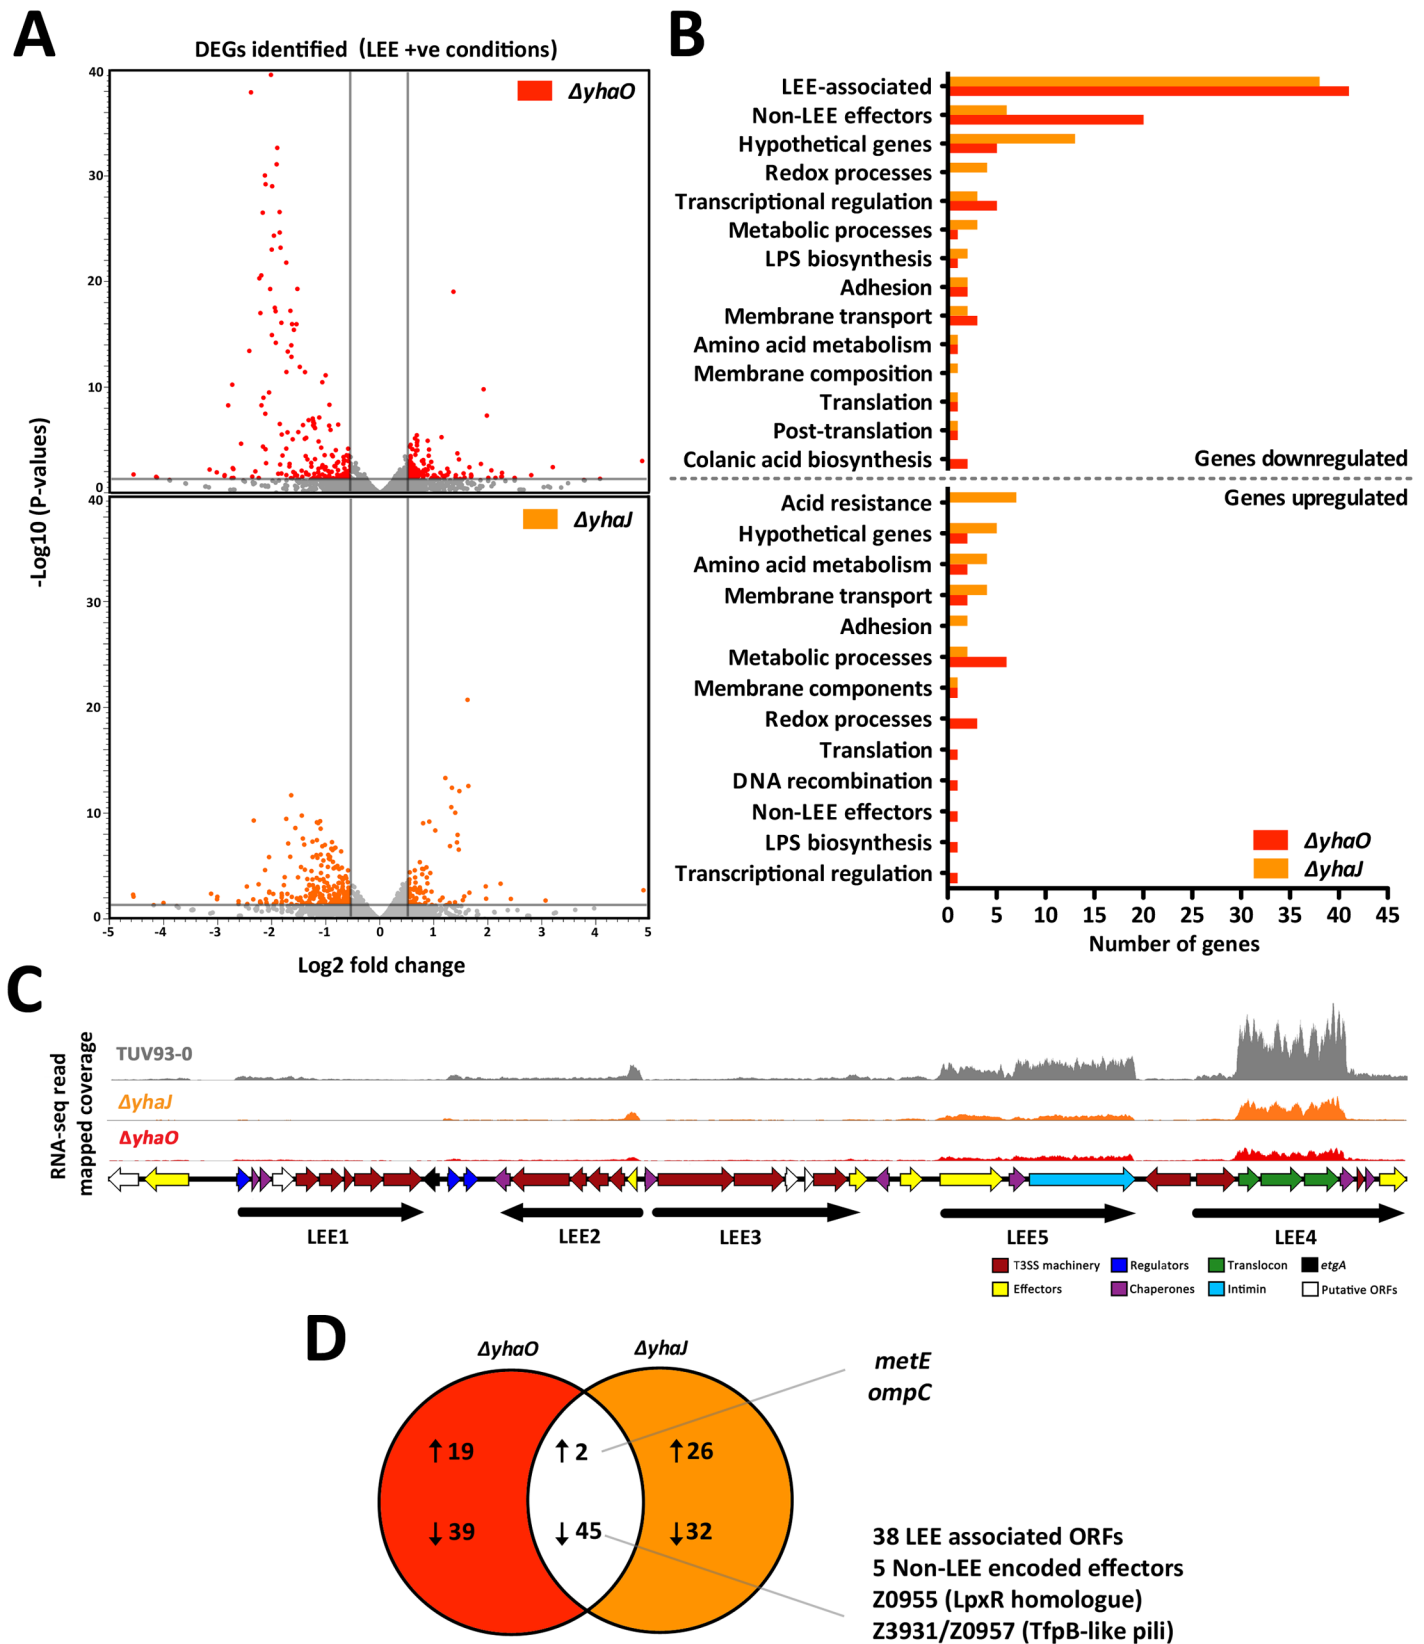 A
DEGs identified (LEE +ve conditions)
ΔyhaO
40
30
20
10
0
ΔyhaJ
40
30
20
10
0
-5 -4 -3 -2 -1 0 1 2 3 4 5
Log2 fold change
-Log10 (P-values)
B
LEE-associated
Non-LEE effectors
Hypothetical genes
Redox processes
Transcriptional regulation
Metabolic processes
LPS biosynthesis
Adhesion
Membrane transport
Amino acid metabolism
Membrane composition
Translation
Post-translation
Colanic acid biosynthesis
Genes downregulated
Genes upregulated
Acid resistance
Hypothetical genes
Amino acid metabolism
Membrane transport
Adhesion
Metabolic processes
Membrane components
Redox processes
Translation
DNA recombination
Non-LEE effectors
LPS biosynthesis
Transcriptional regulation
ΔyhaO
ΔyhaJ
0 5 10 15 20 25 30 35 40 45
Number of genes
C
RNA-seq read
mapped coverage
TUV93-0
ΔyhaJ
ΔyhaO
LEE1 LEE2 LEE3 LEE5 LEE4
T3SS machinery Regulators Translocon etgA
Effectors Chaperones Intimin Putative ORFs
D
ΔyhaO ΔyhaJ
↑19 ↑2 ↑26
↓39 ↓45 ↓32
metE
ompC
38 LEE associated ORFs
5 Non-LEE encoded effectors
Z0955 (LpxR homologue)
Z3931/Z0957 (TfpB-like pili)